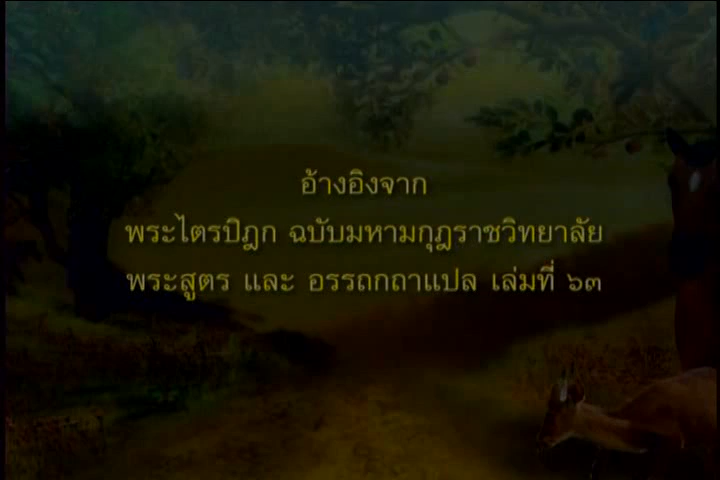 อ้างอิงจาก
พระไตรปิฎก ฉบับมหามกุฎราชวิทยาลัย
พระสูตร และ อรรถกถาแปล เล่มที่ ๖๓